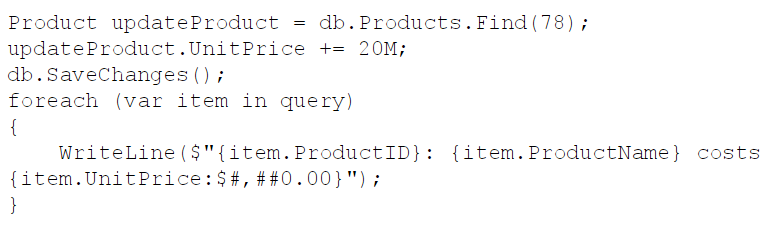 Product updateProduct = db.Products.Find(78);
updateProduct.UnitPrice += 20M;
db.SaveChanges();
foreach (var item in query)
{
    WriteLine($"{item.ProductID}: {item.ProductName} costs
{item.UnitPrice:$#,##0.00}");
}